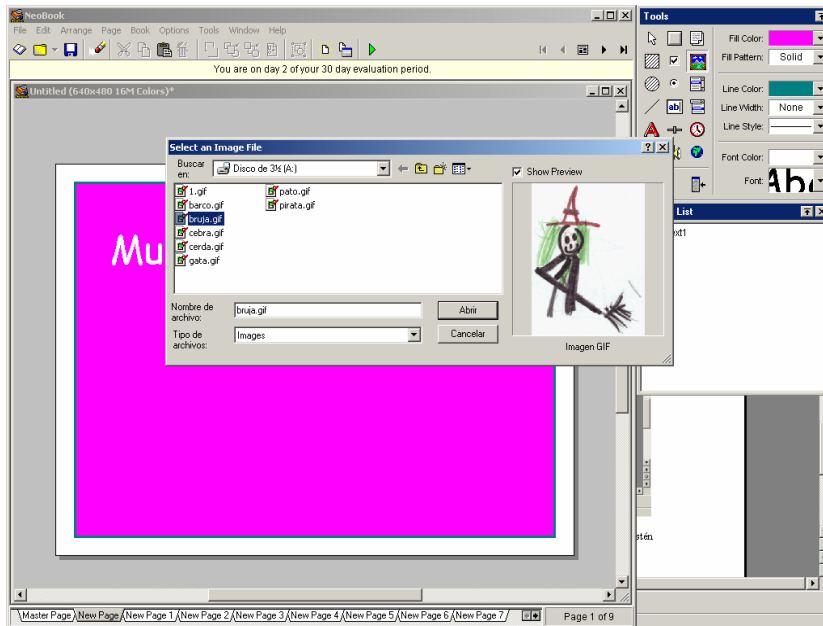 NeoBook
File Edit Arrange Page Book Options Tools Window Help
You are on day 2 of your 30 day evaluation period.
Untitled (640x480 16M Colors)*
Mu
Select an Image File
Buscar en:
Disco de 3½ (A:)
1.gif
barco.gif
bruja.gif
cebra.gif
cerda.gif
gata.gif
pato.gif
pirata.gif
Nombre de archivo:
bruja.gif
Abrir
Tipo de archivos:
Images
Cancelar
Show Preview
Imagen GIF
Master Page New Page New Page 1 New Page 2 New Page 3 New Page 4 New Page 5 New Page 6 New Page 7
Page 1 of 9
Tools
Fill Color:
Fill Pattern: Solid
Line Color:
Line Width: None
Line Style:
Font Color:
Font:
List
ext1
stén